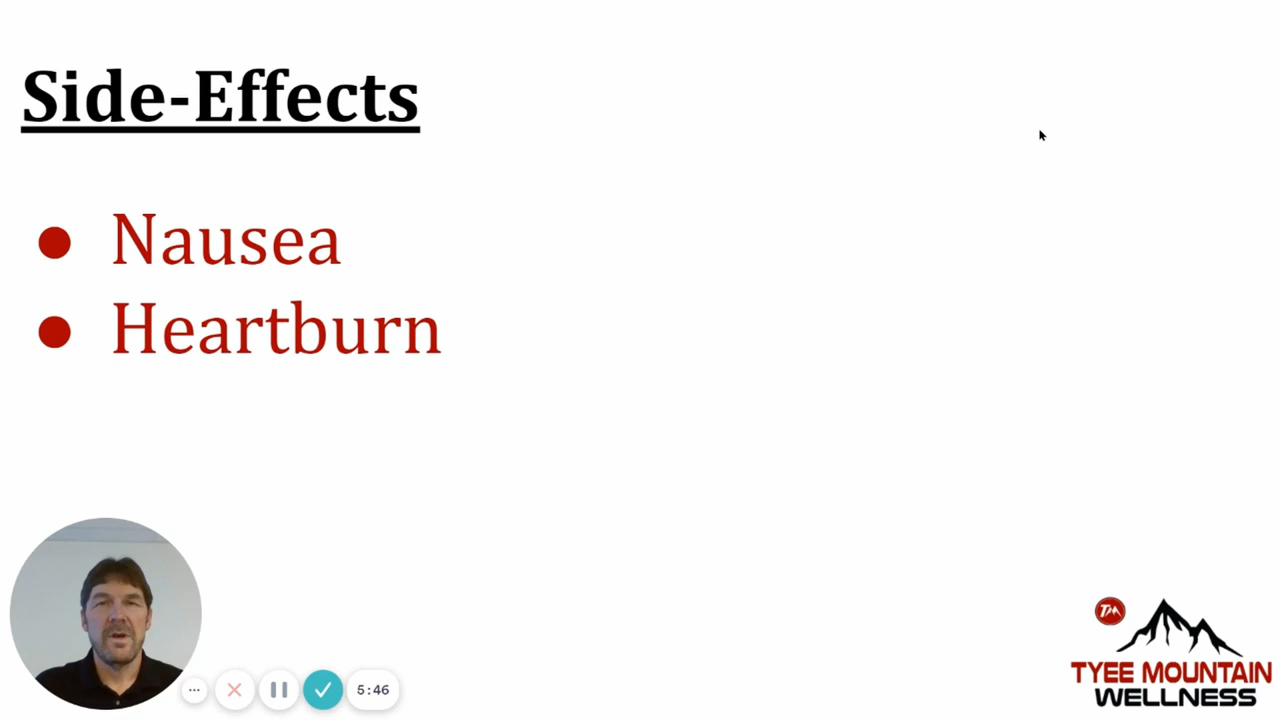 Side-Effects
● Nausea
● Heartburn
5:46
TM
TYEE MOUNTAIN
WELLNESS